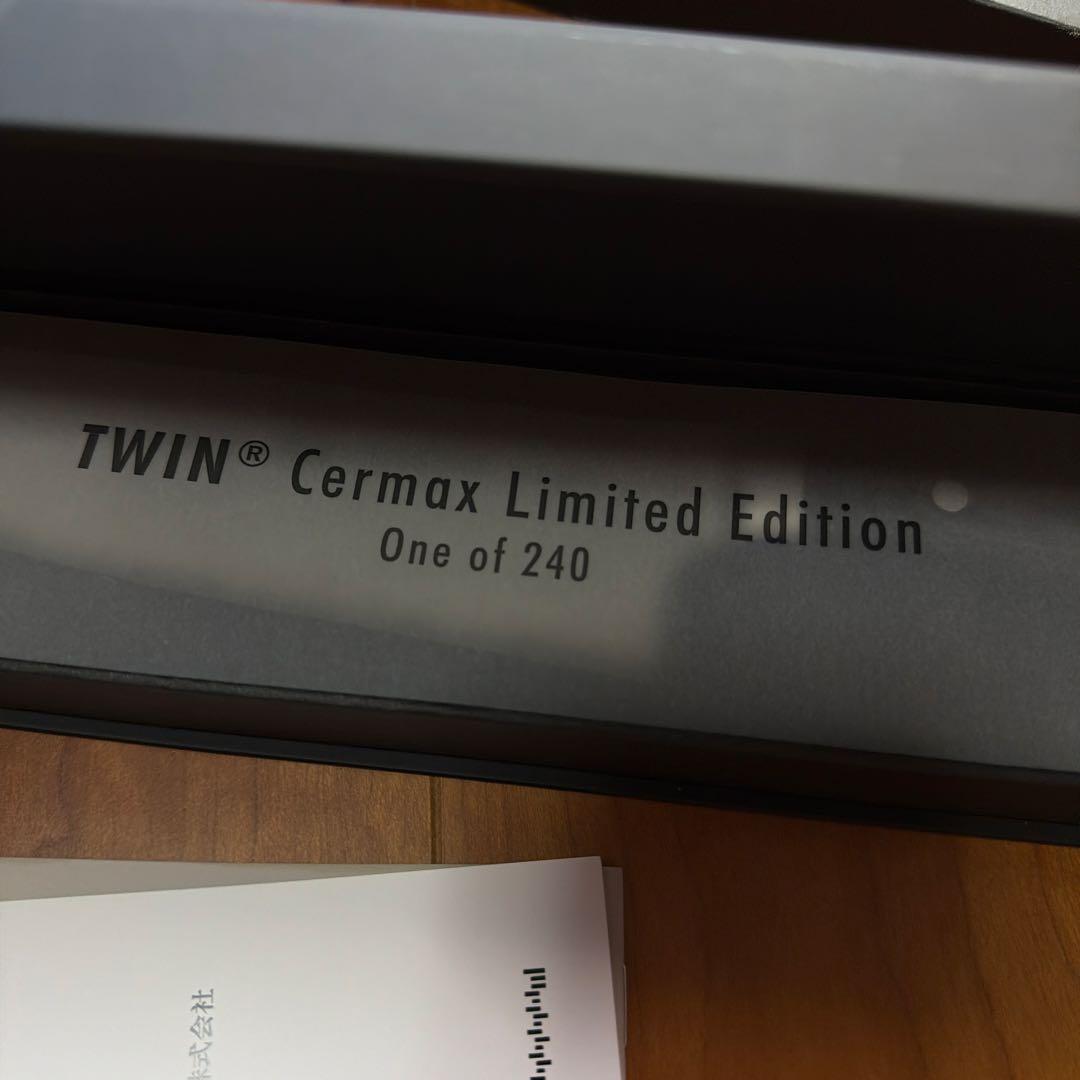 TWIN® Cermax Limited Edition
One of 240
株式会社